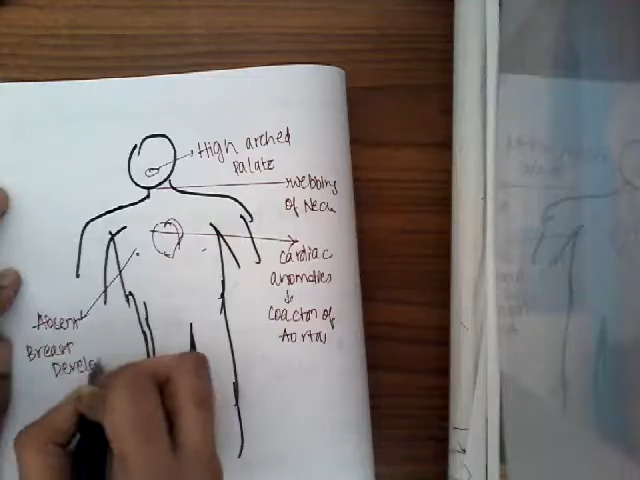 High arched
palate
webbing
of Neck
cardiac
anomalies
coacton of
Aorta
Absent
Breast
Develo